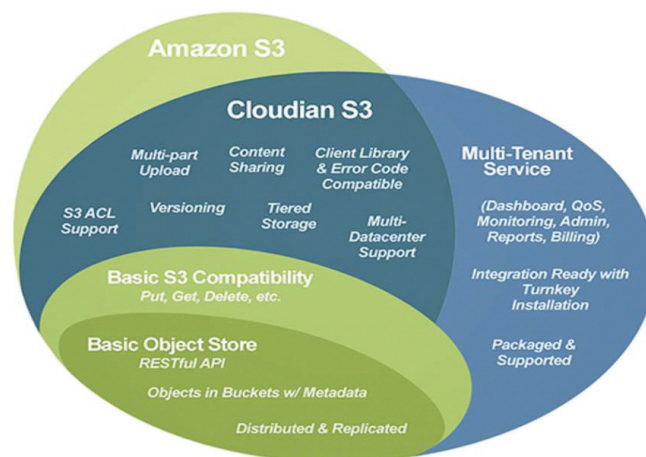 Amazon S3
Cloudian S3
Multi-part
Upload
Content
Sharing
Client Library
& Error Code
Compatible
S3 ACL
Support
Versioning
Tiered
Storage
Multi-
Datacenter
Support
Multi-Tenant
Service
(Dashboard, QoS,
Monitoring, Admin,
Reports, Billing)
Integration Ready with
Turnkey
Installation
Packaged &
Supported
Basic S3 Compatibility
Put, Get, Delete, etc.
Basic Object Store
RESTful API
Objects in Buckets w/ Metadata
Distributed & Replicated